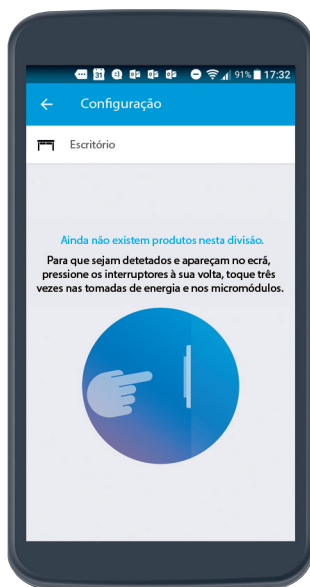 91% 17:32
Configuração
Escritório
Ainda não existem produtos nesta divisão.
Para que sejam detetados e apareçam no ecrã,
pressione os interruptores à sua volta, toque três
vezes nas tomadas de energia e nos micromódulos.